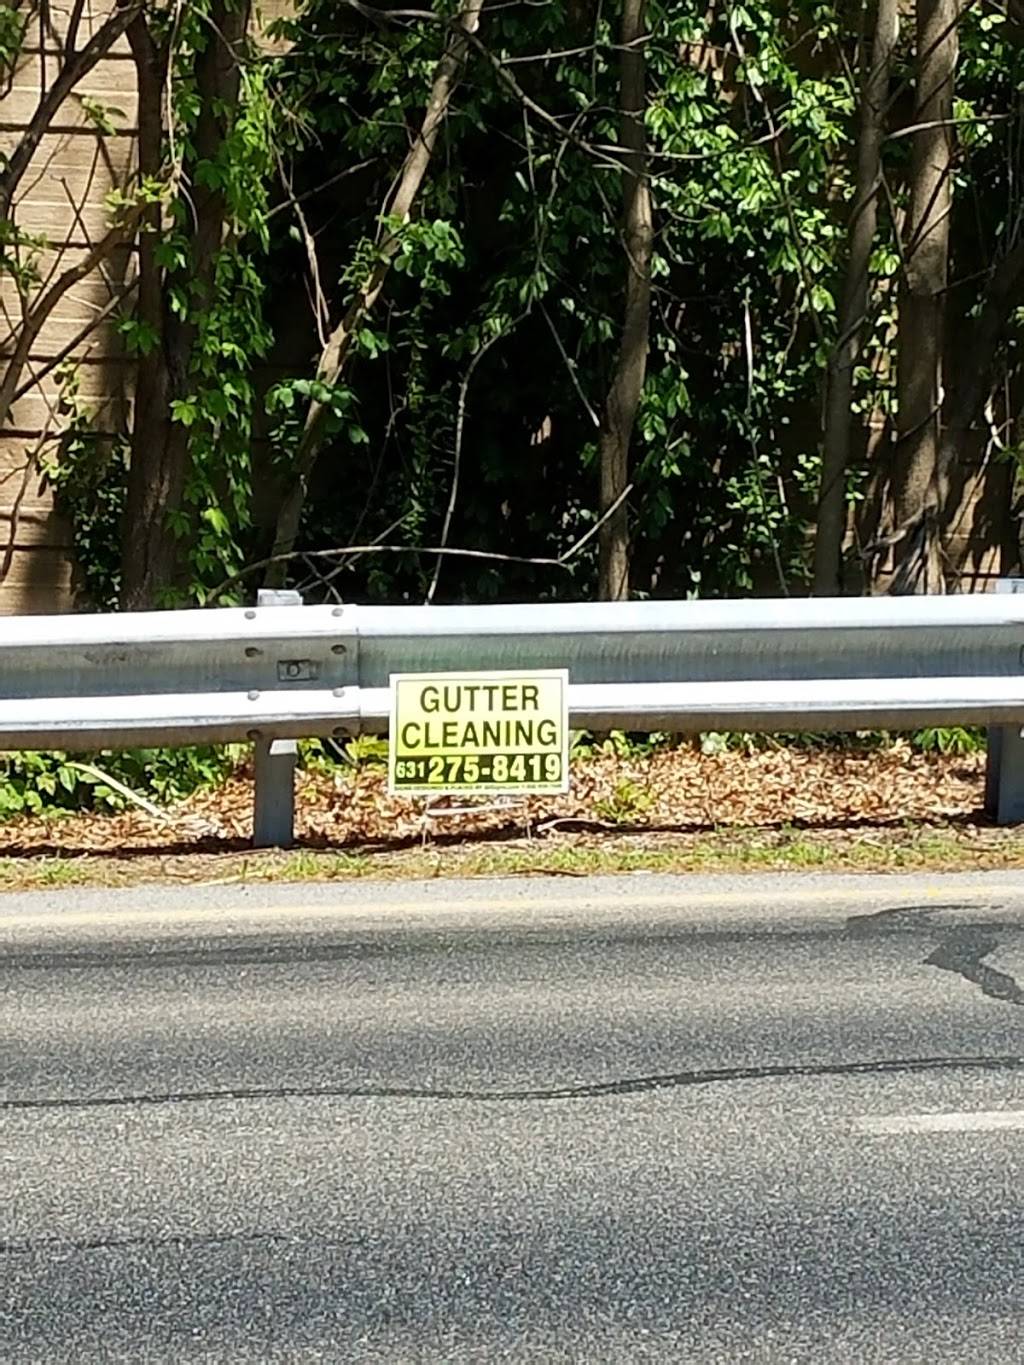 GUTTER
CLEANING
631 275-8419